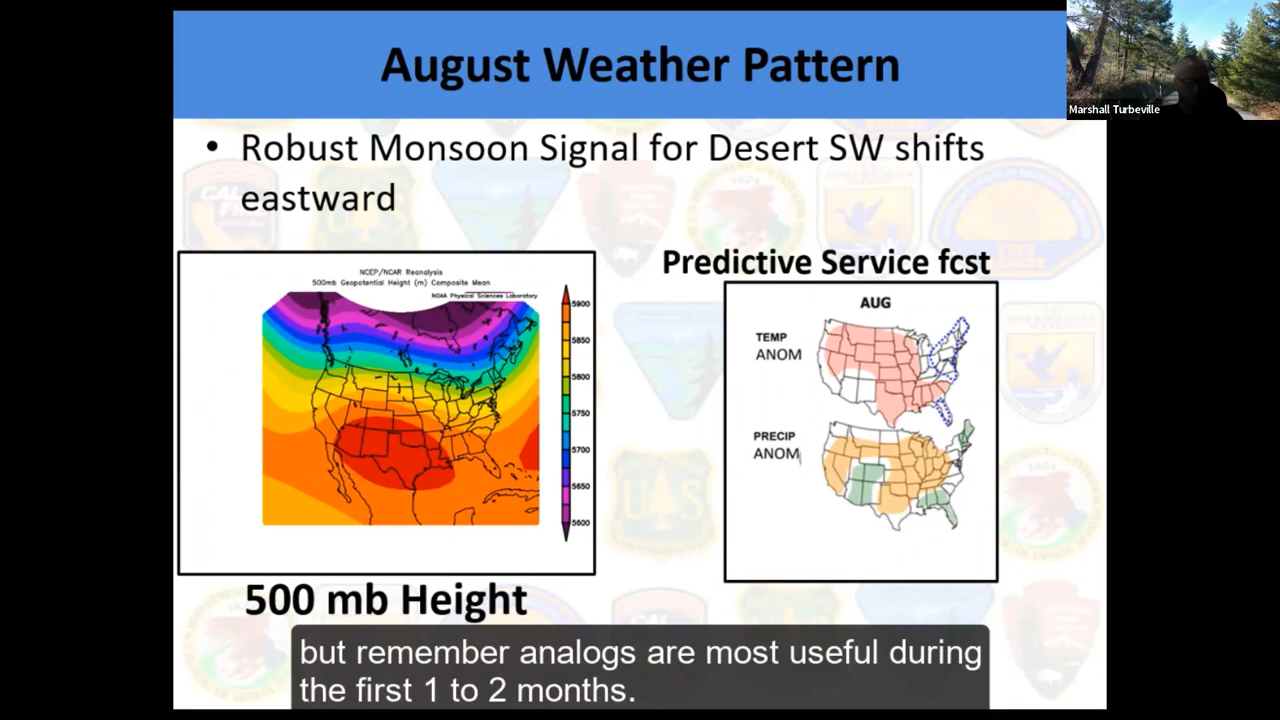 August Weather Pattern
Marshall Turbeville
• Robust Monsoon Signal for Desert SW shifts
eastward
Predictive Service fcst
NCEP/NCAR Reanalysis
500mb Geopotential Height (m) Composite Mean
NOAA Physical Sciences Laboratory
5900
5850
5800
5750
5700
5650
5600
AUG
TEMP
ANOM
PRECIP
ANOM
500 mb Height
but remember analogs are most useful during
the first 1 to 2 months.